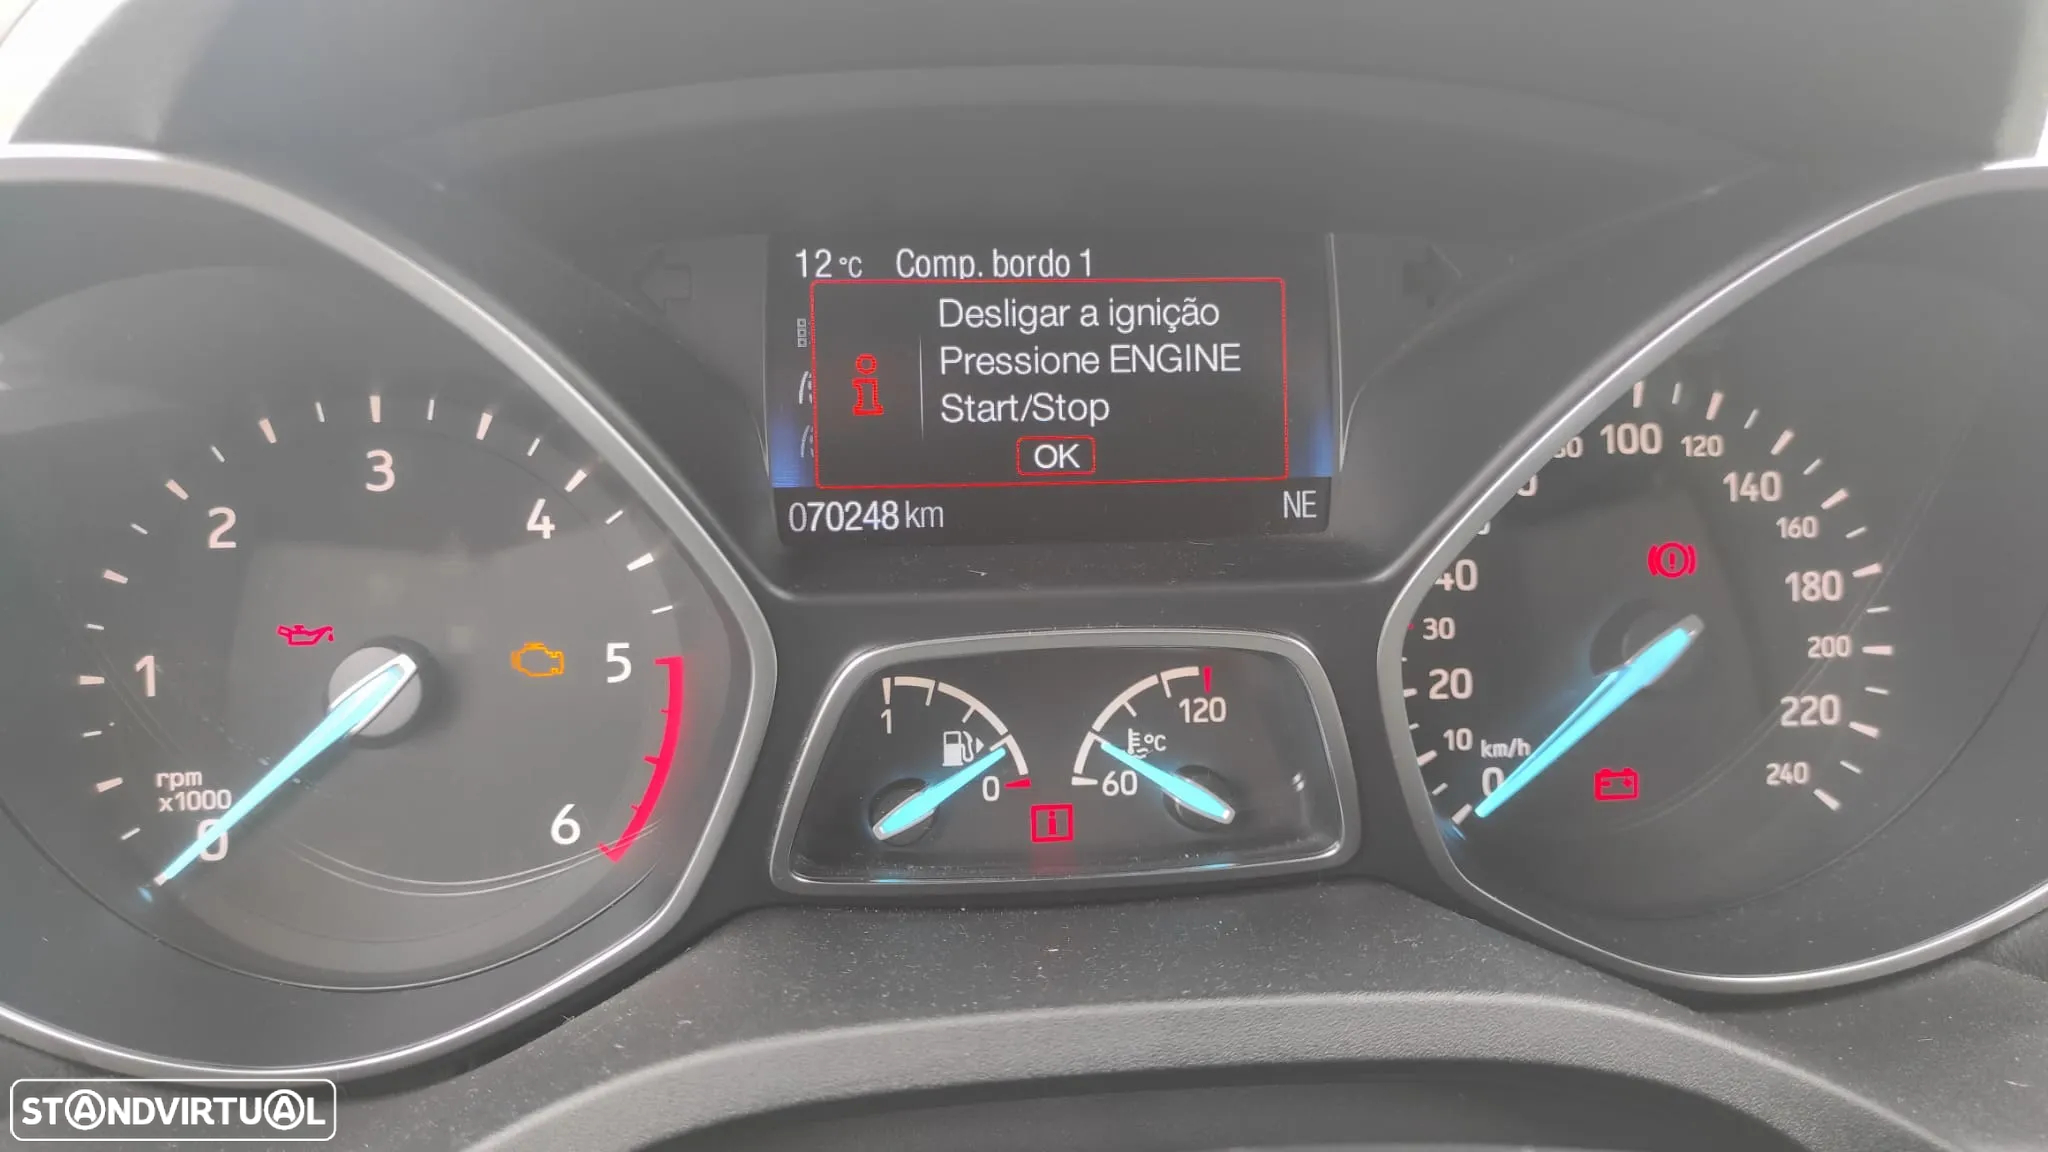 12 °C Comp. bordo 1
Desligar a ignição
Pressione ENGINE
Start/Stop
OK
070248 km NE
0
1
2
3
4
5
6
rpm
x1000
1
0
60
120
°C
0
10
20
30
40
100
120
140
160
180
200
220
240
km/h
STANDVIRTUAL